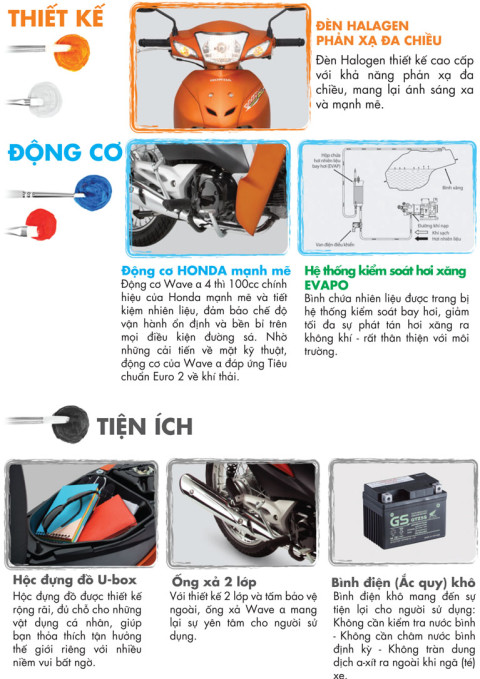 THIẾT KẾ
ĐÈN HALAGEN
PHẢN XẠ ĐA CHIỀU
Đèn Halogen thiết kế cao cấp
với khả năng phản xạ đa
chiều, mang lại ánh sáng xa
và mạnh mẽ.
ĐỘNG CƠ
Hộp chứa
hơi nhiên liệu
bay hơi (EVAP)
Bình xăng
Đường khí nạp
Van điện điều khiển
Khí sạch
Hơi nhiên liệu
Động cơ HONDA mạnh mẽ
Động cơ Wave α 4 thì 100cc chính
hiệu của Honda mạnh mẽ và tiết
kiệm nhiên liệu, đảm bảo chế độ
vận hành ổn định và bền bỉ trên
mọi điều kiện đường sá. Nhờ
những cải tiến về mặt kỹ thuật,
động cơ của Wave α đáp ứng Tiêu
chuẩn Euro 2 về khí thải.
Hệ thống kiểm soát hơi xăng
EVAPO
Bình chứa nhiên liệu được trang bị
hệ thống kiểm soát bay hơi, giảm
tối đa sự phát tán hơi xăng ra
không khí - rất thân thiện với môi
trường.
TIỆN ÍCH
GS
Hộc đựng đồ U-box
Hộc đựng đồ được thiết kế
rộng rãi, đủ chỗ cho những
vật dụng cá nhân, giúp
bạn thỏa thích tận hưởng
thế giới riêng với nhiều
niềm vui bất ngờ.
Ống xả 2 lớp
Với thiết kế 2 lớp và tấm bảo vệ
ngoài, ống xả Wave α mang
lại sự yên tâm cho người sử
dụng.
Bình điện (Ắc quy) khô
Bình điện khô mang đến sự
tiện lợi cho người sử dụng:
Không cần kiểm tra nước bình
- Không cần châm nước bình
định kỳ - Không tràn dung
dịch a-xít ra ngoài khi ngã (té)
xe.